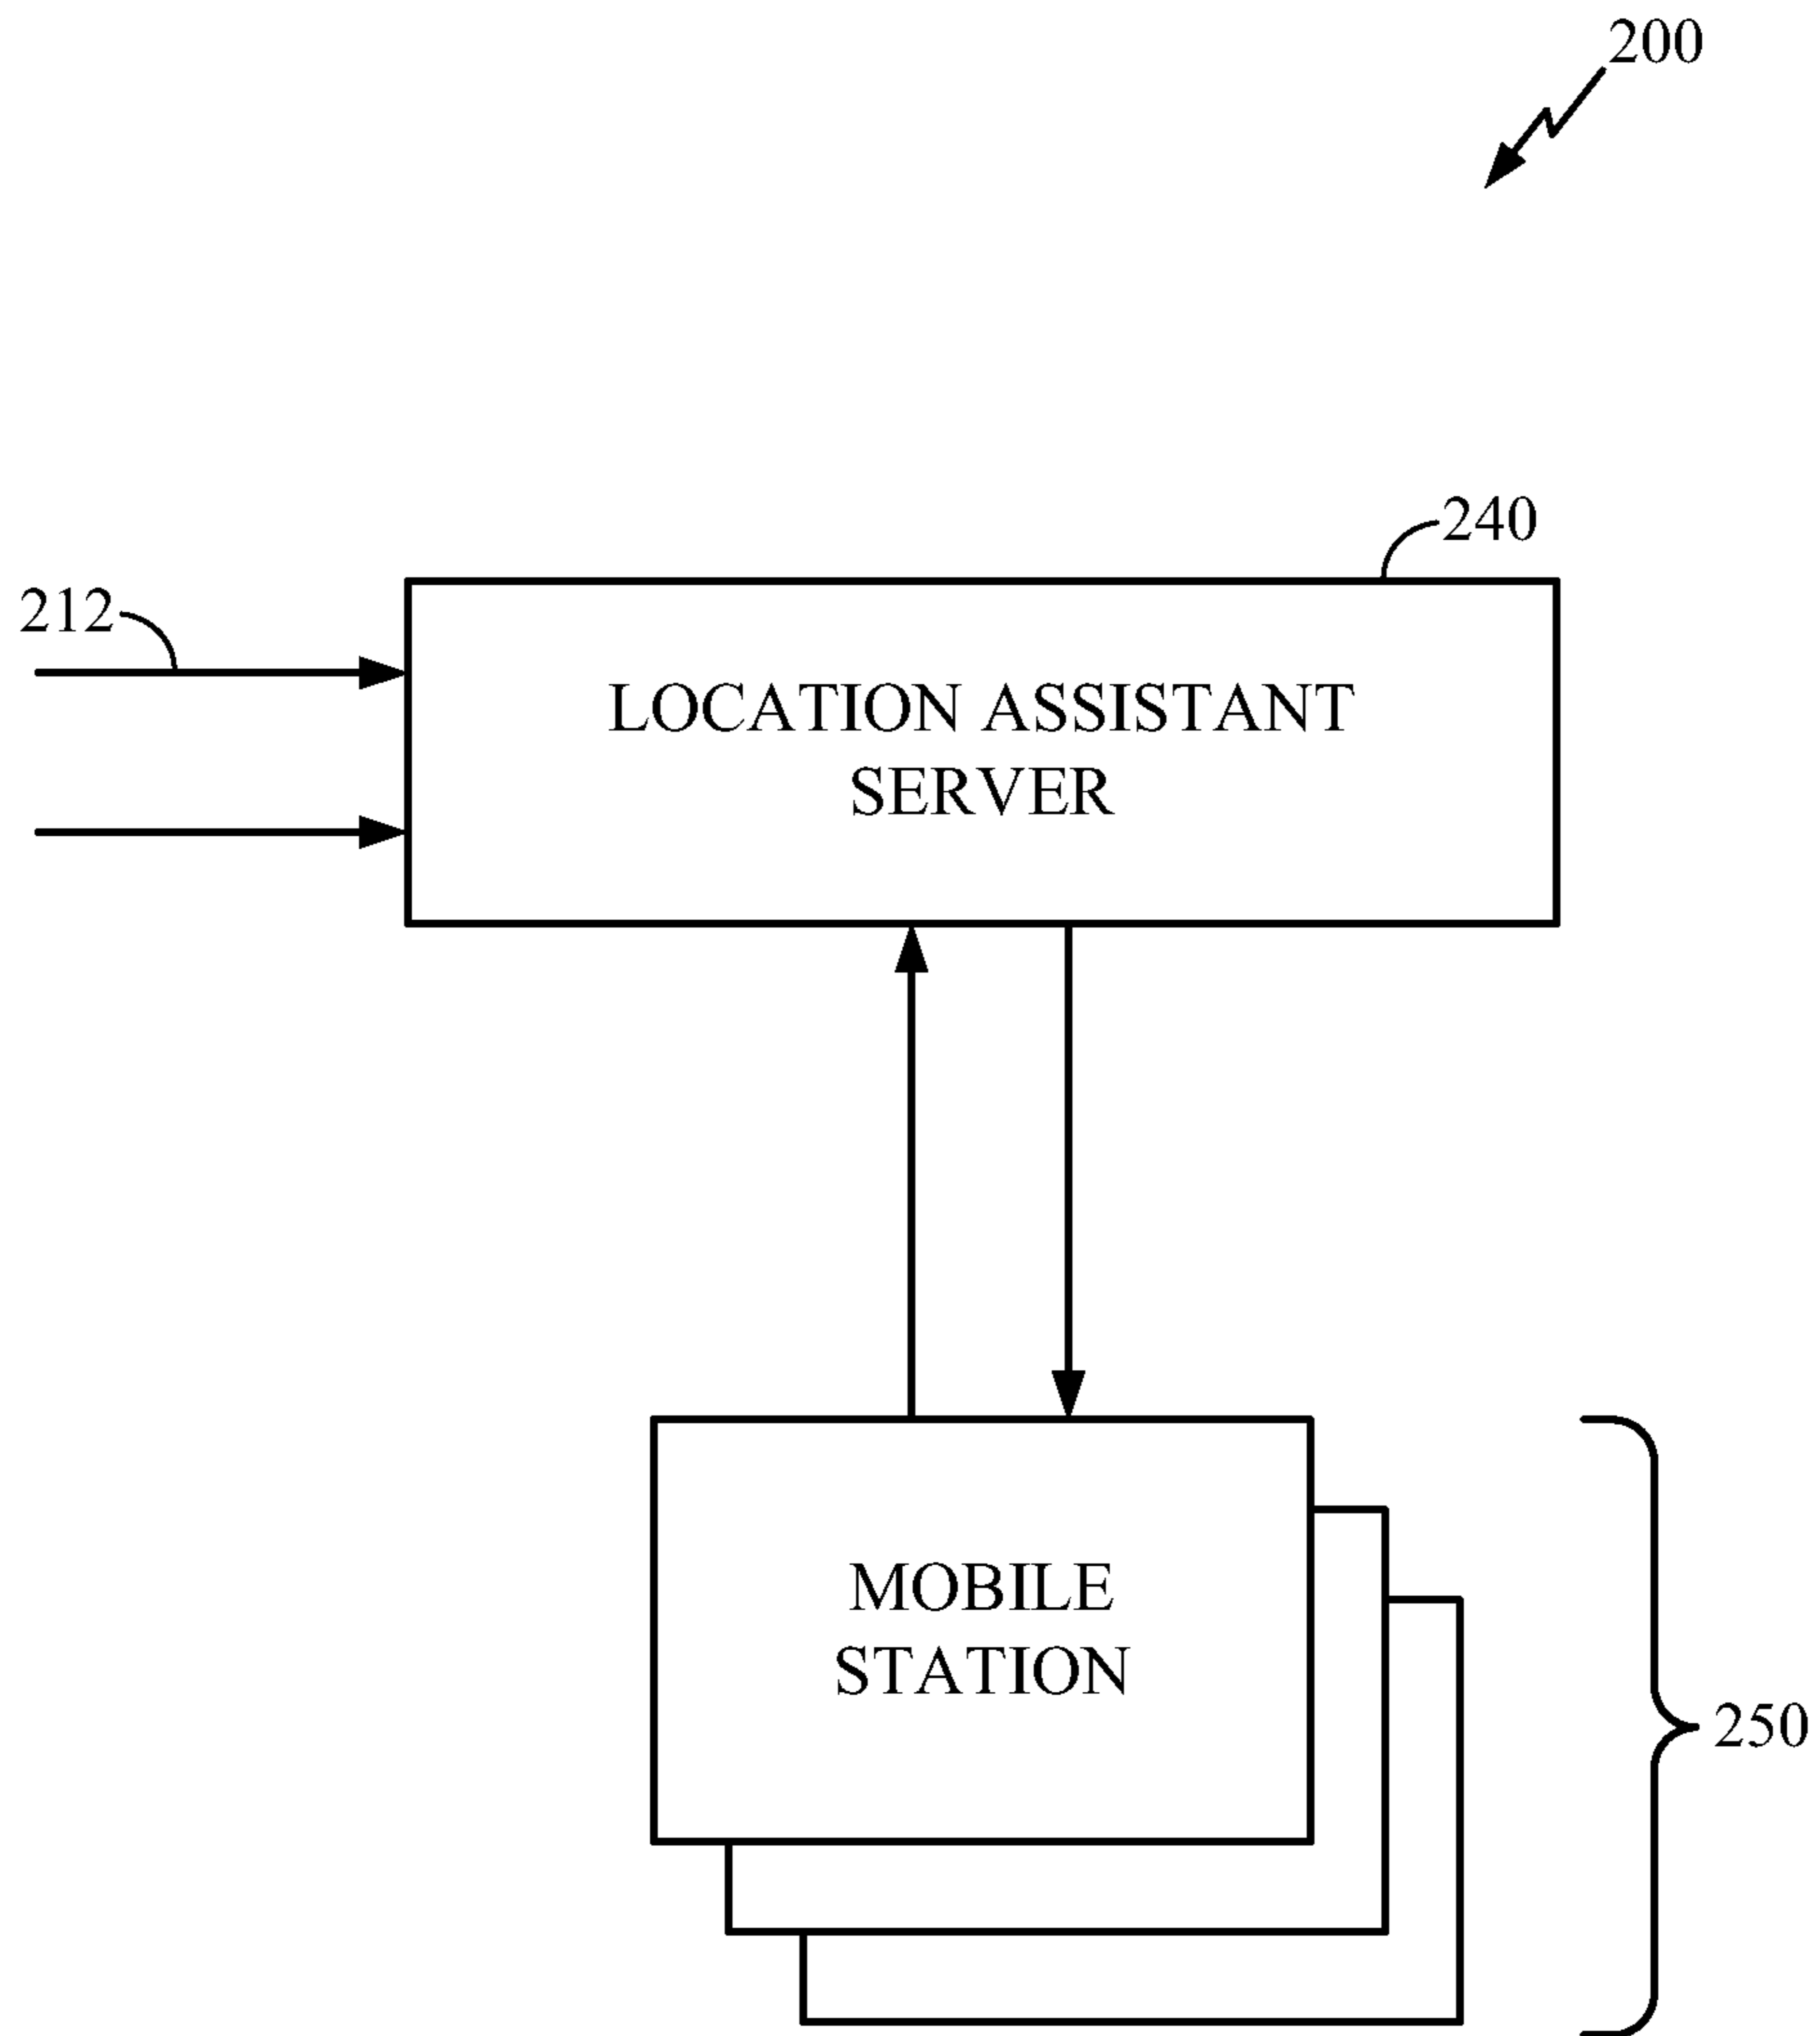 200
240
212
LOCATION ASSISTANT
SERVER
MOBILE
STATION
250